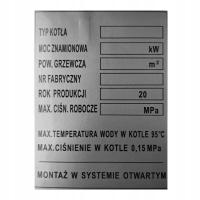 TYP KOTŁA
MOC ZNAMIONOWA kW
POW. GRZEWCZA m²
NR FABRYCZNY
ROK PRODUKCJI 20
MAX. CIŚN. ROBOCZE MPa
MAX. TEMPERATURA WODY W KOTLE 95°C
MAX. CIŚNIENIE W KOTLE 0,15 MPa
MONTAŻ W SYSTEMIE OTWARTYM